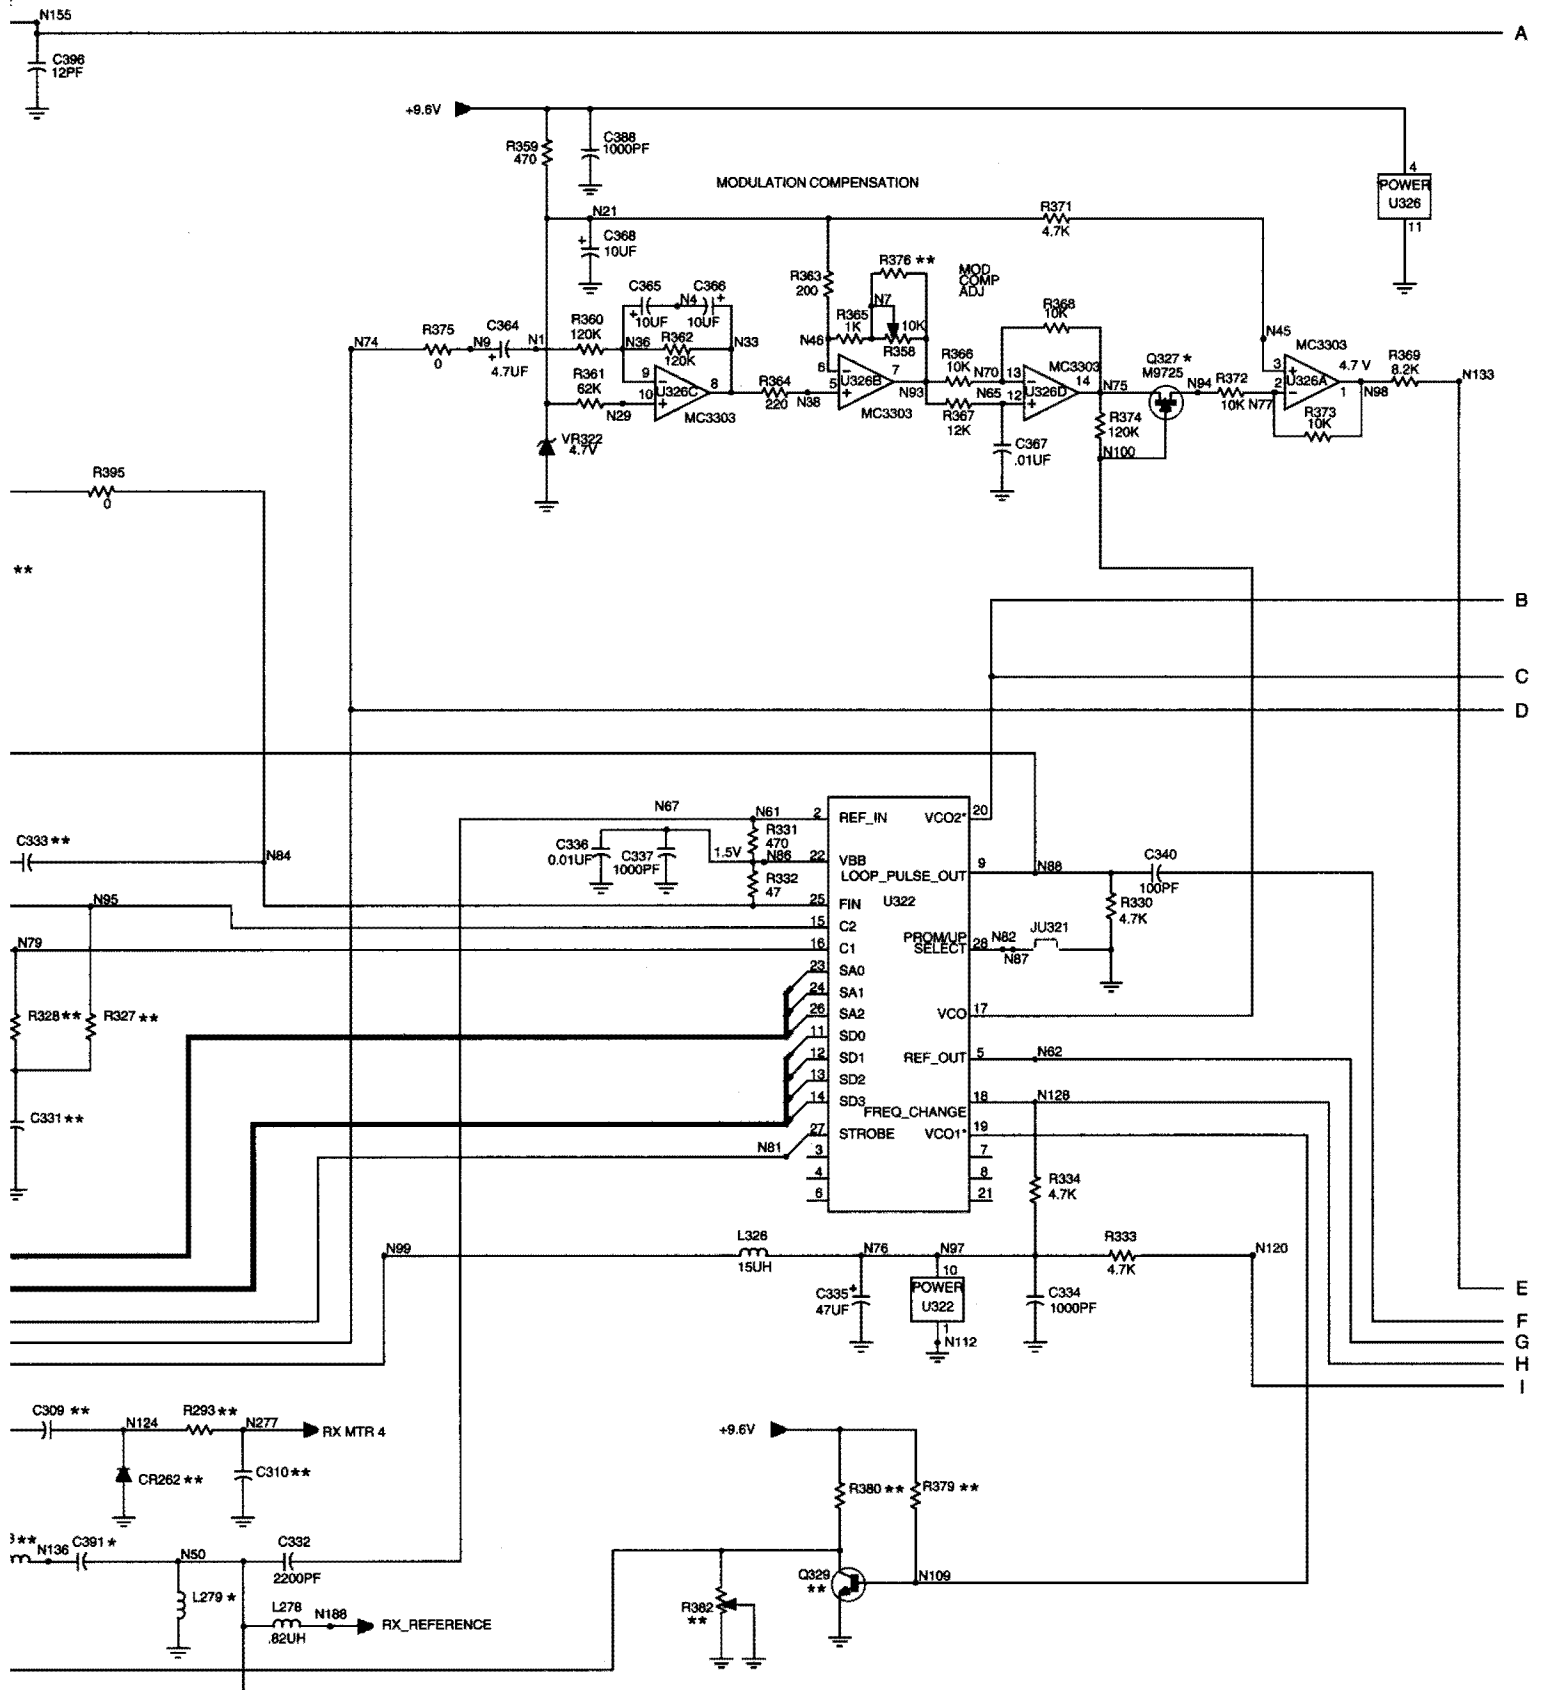 N155
A
C396
12PF
+9.6V
R359
470
C388
1000PF
MODULATION COMPENSATION
4
POWER
U326
11
N21
R371
4.7K
C368
+
10UF
R363
200
R376 **
MOD
COMP
ADJ
N7
C365
N4
C366
+
+
10UF
10UF
R368
10K
N74
R375
0
N9
C364
+
4.7UF
N1
R360
120K
N36
R362
120K
N33
R365
1K
10K
N46
R358
N45
MC3303
R361
62K
N29
9
10
−
+
U326C
8
MC3303
R364
220
N38
6
5
−
+
U326B
7
N93
MC3303
R366
10K
R367
12K
N70
N65
13
12
−
+
U326D
MC3303
14
N75
Q327 *
M9725
N94
R372
10K
N77
3
2
+
−
U326A
4.7 V
1
N98
R369
8.2K
N133
R373
10K
R374
120K
N100
C367
.01UF
VR322
4.7V
R395
0
**
B
C
D
N67
N61
2
REF_IN
VCO2*
20
R331
470
C336
0.01UF
C337
1000PF
1.5V
N86
22
VBB
9
N88
C340
100PF
LOOP_PULSE_OUT
C333 **
N84
R332
47
25
FIN
U322
R330
4.7K
N95
15
C2
N79
16
C1
PROM/UP
SELECT
28
N82
N87
JU321
23
SA0
24
SA1
26
SA2
VCO
17
11
SD0
12
SD1
REF_OUT
5
N62
13
SD2
14
SD3
FREQ_CHANGE
18
N128
27
STROBE
VCO1*
19
N81
3
7
4
8
6
21
R328 **
R327 **
C331 **
R334
4.7K
N99
L326
15UH
N76
N97
R333
4.7K
N120
10
POWER
U322
1
N112
C335
+
47UF
C334
1000PF
E
F
G
H
I
C309 **
N124
R293 **
N277
RX MTR 4
CR262 **
C310 **
+9.6V
R380 **
R379 **
**
N136
C391 *
N50
C332
2200PF
L279 *
L278
.82UH
N188
RX_REFERENCE
Q329
**
N109
R382
**